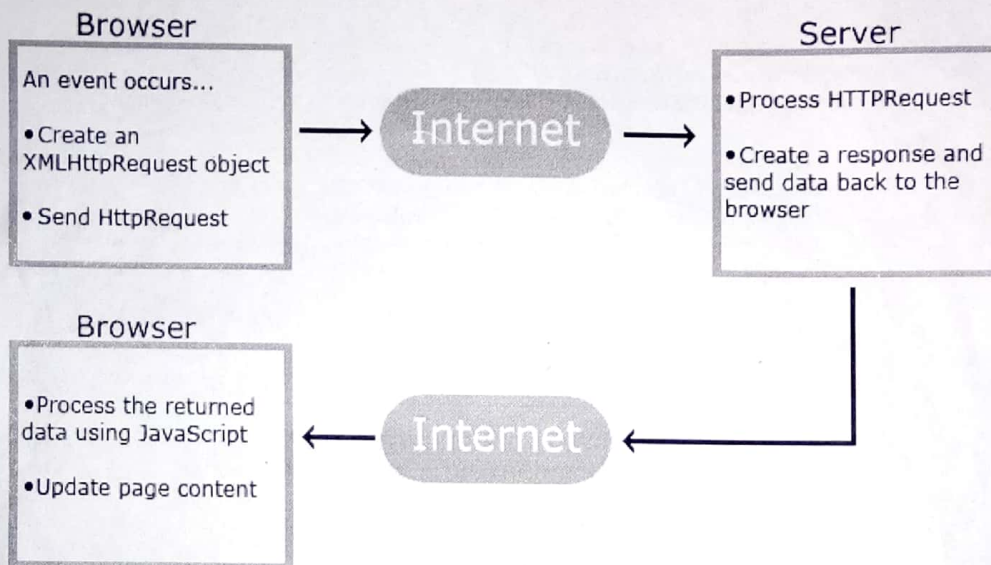 Browser
An event occurs...
•Create an
XMLHttpRequest object
• Send HttpRequest
Internet
Server
•Process HTTPRequest
•Create a response and
send data back to the
browser
Browser
•Process the returned
data using JavaScript
•Update page content
Internet